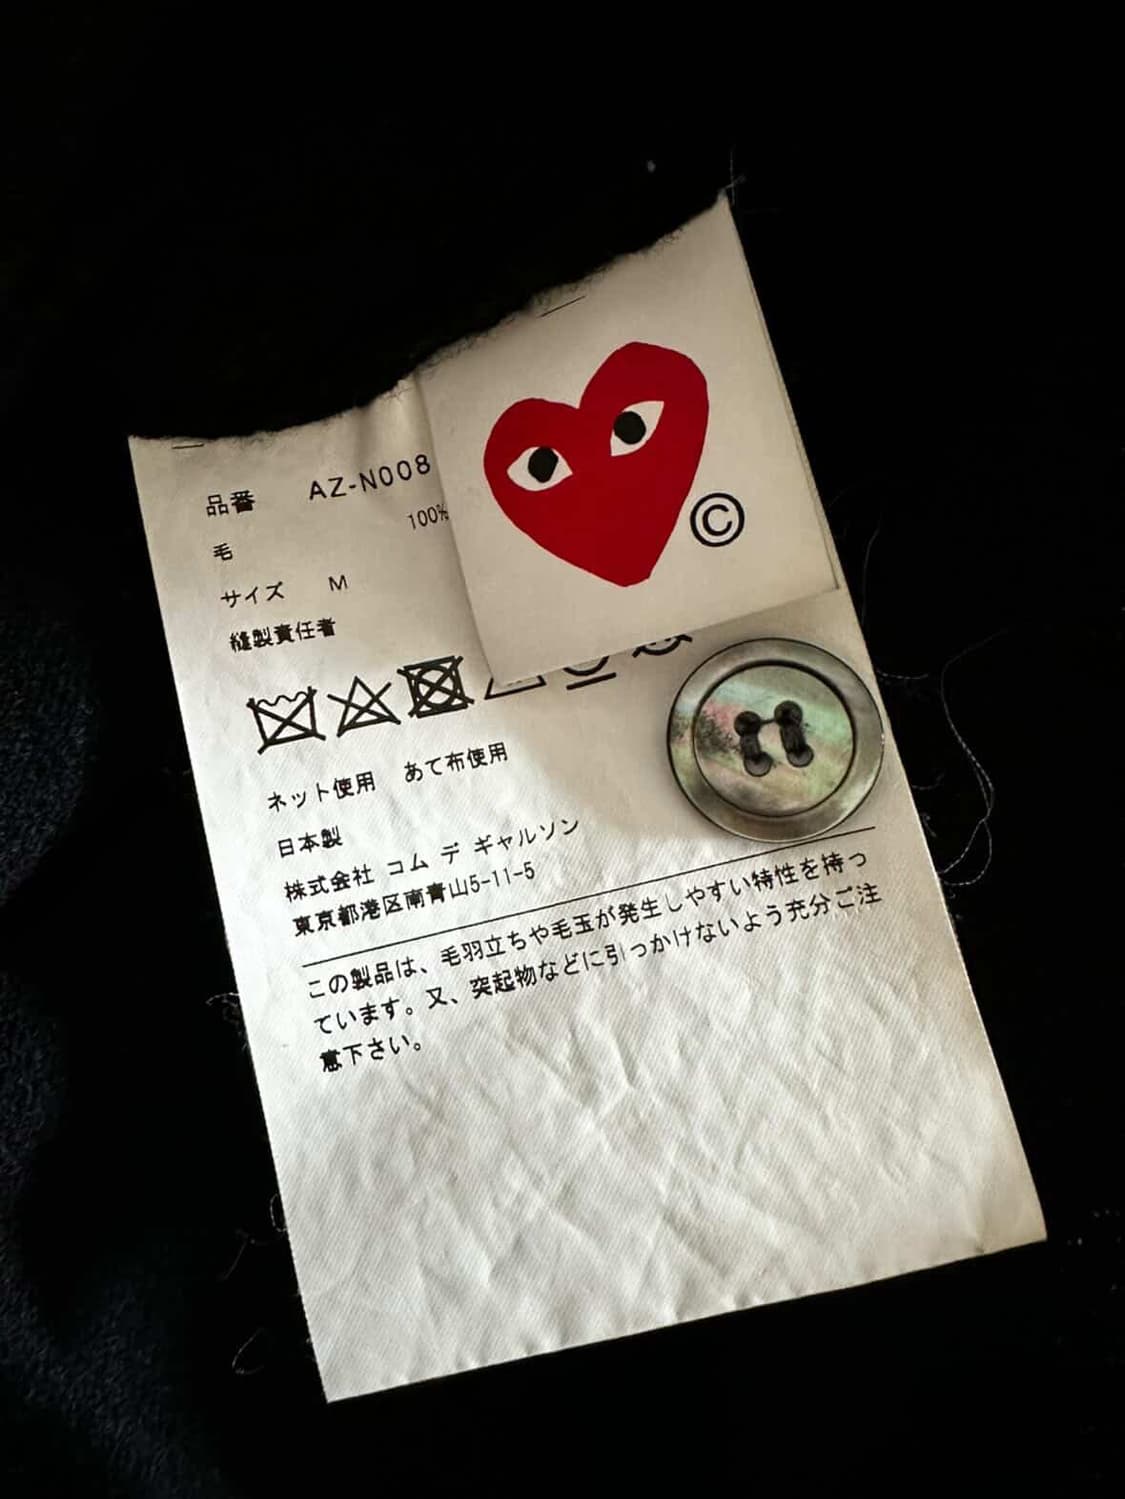 品番 AZ-N008
毛 100%
サイズ M
縫製責任者
ネット使用 あて布使用
日本製
株式会社 コム デ ギャルソン
東京都港区南青山5-11-5
この製品は、毛羽立ちや毛玉が発生しやすい特性を持っ
ています。又、突起物などに引っかけないよう充分ご注
意下さい。
©